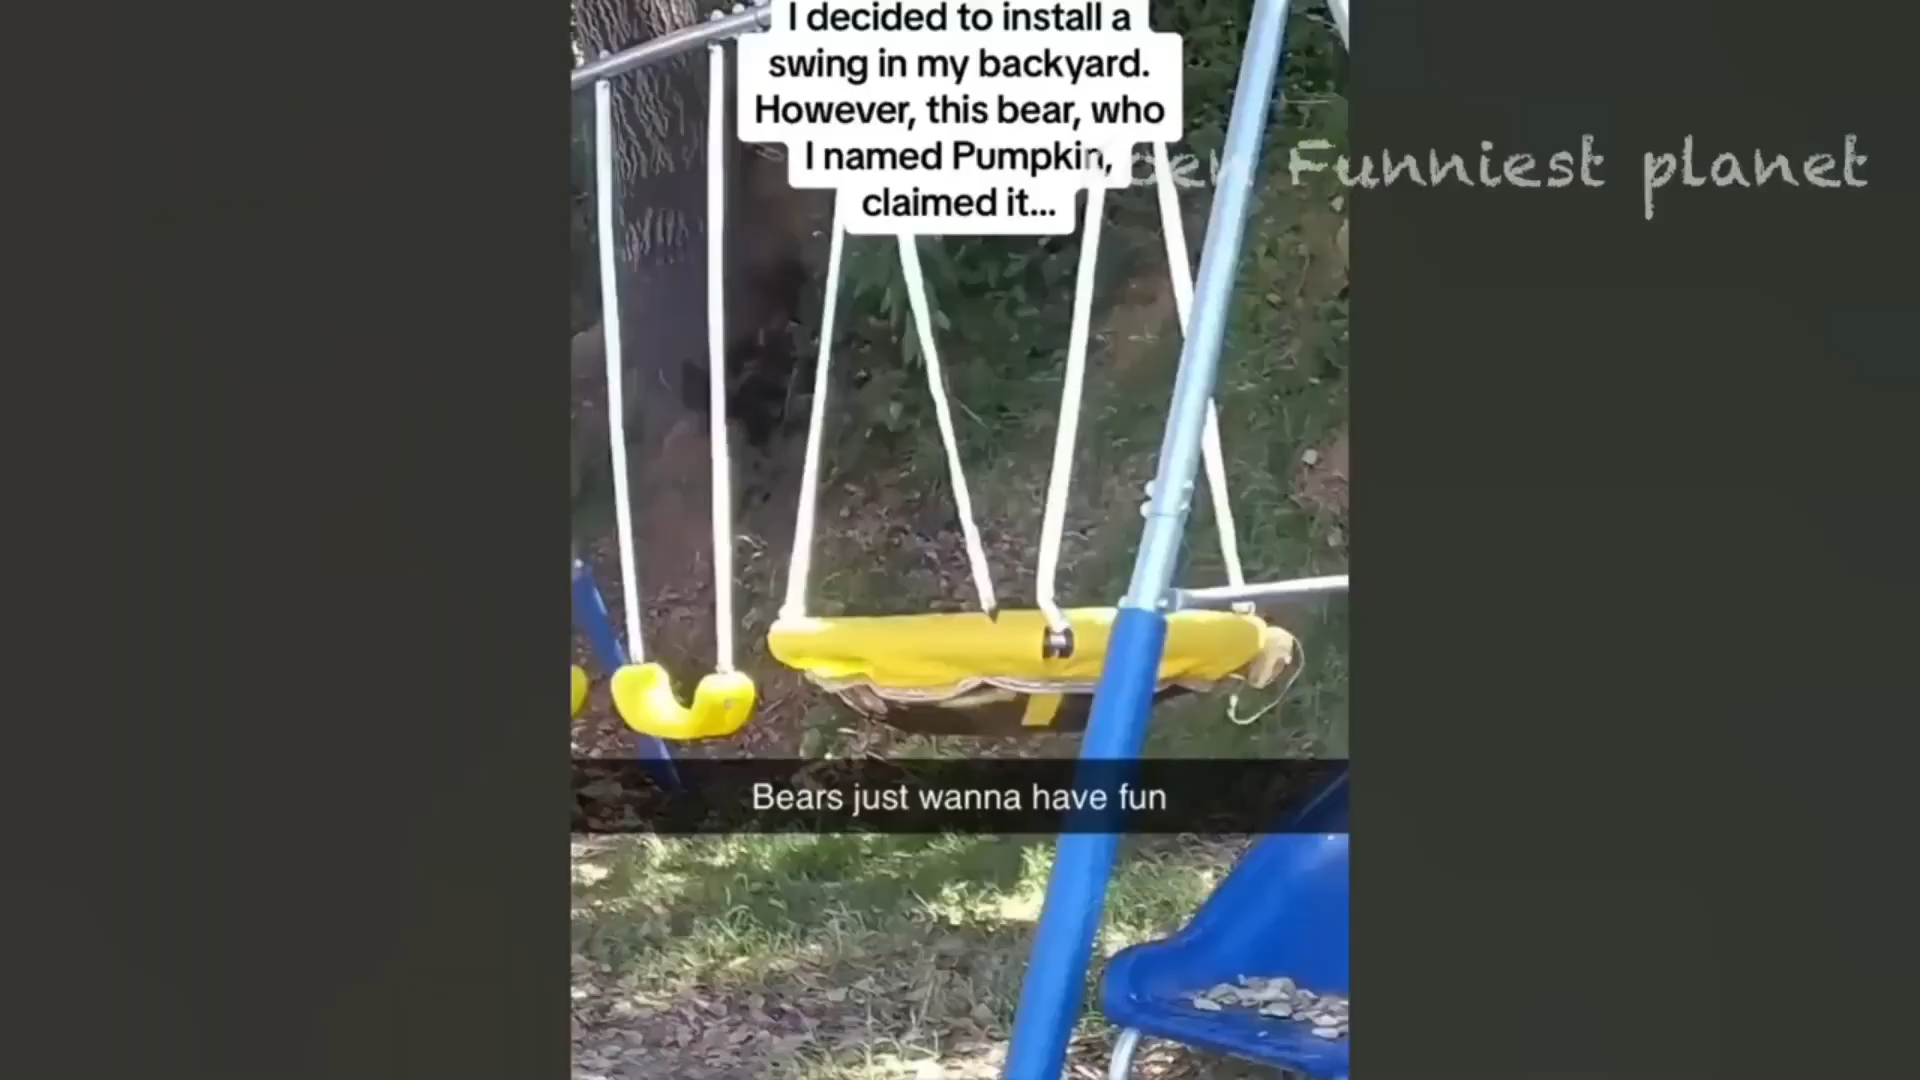 I decided to install a
swing in my backyard.
However, this bear, who
I named Pumpkin,
claimed it...
Funniest planet
Bears just wanna have fun